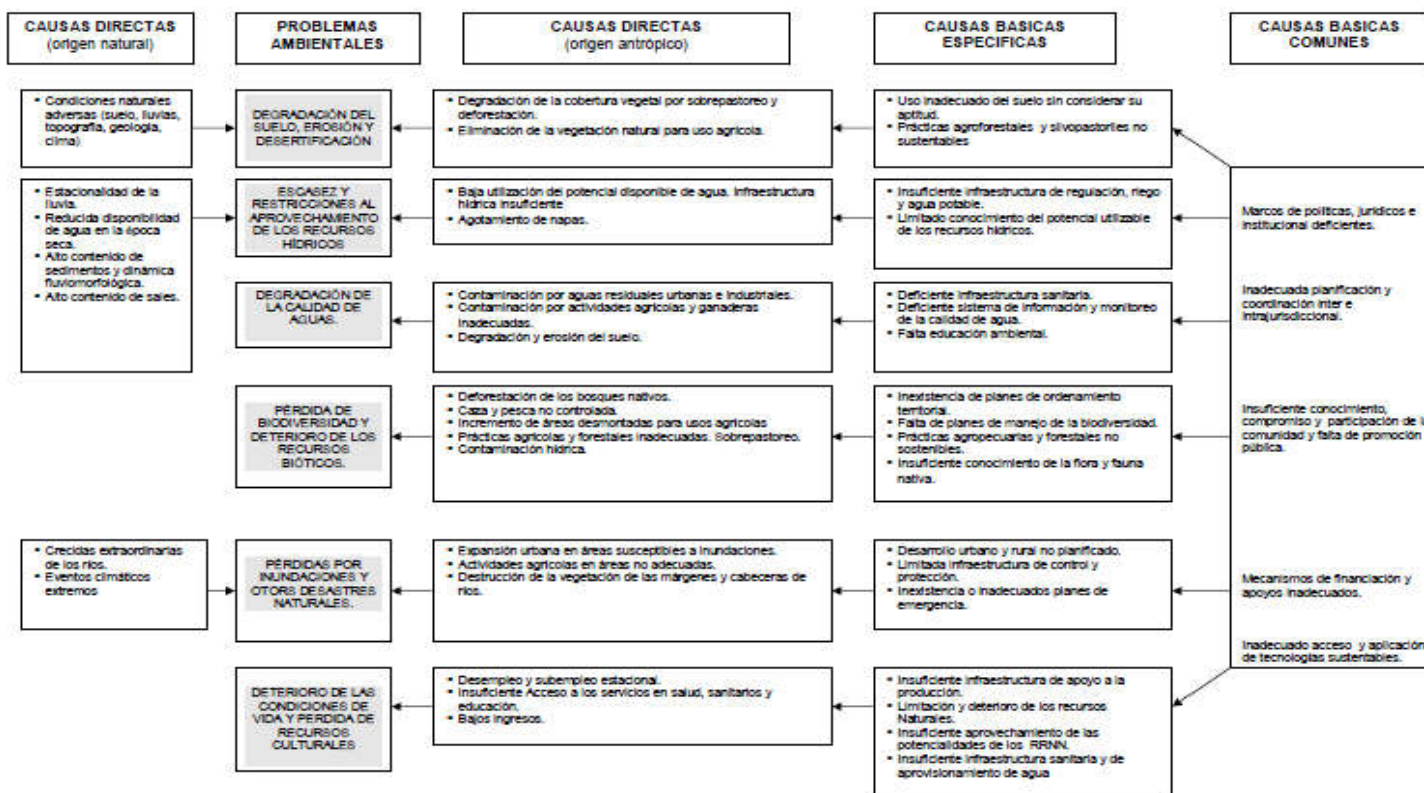 CAUSAS DIRECTAS
(origen natural)
PROBLEMAS
AMBIENTALES
CAUSAS DIRECTAS
(origen antrópico)
CAUSAS BASICAS
ESPECIFICAS
CAUSAS BASICAS
COMUNES
• Condiciones naturales
adversas (suelo, lluvias,
topografía, geología,
clima)
DEGRADACIÓN DEL
SUELO, EROSIÓN Y
DESERTIFICACIÓN
• Degradación de la cobertura vegetal por sobrepastoreo y
deforestación.
• Eliminación de la vegetación natural para uso agrícola.
• Uso inadecuado del suelo sin considerar su
aptitud.
• Prácticas agroforestales y silvopastoriles no
sustentables
• Estacionalidad de la
lluvia.
• Reducida disponibilidad
de agua en la época
seca.
• Alto contenido de
sedimentos y dinámica
fluviomorfológica.
• Alto contenido de sales.
ESCASEZ Y
RESTRICCIONES AL
APROVECHAMIENTO
DE LOS RECURSOS
HÍDRICOS
• Baja utilización del potencial disponible de agua. Infraestructura
hídrica insuficiente
• Agotamiento de napas.
• Insuficiente infraestructura de regulación, riego
y agua potable.
• Limitado conocimiento del potencial utilizable
de los recursos hídricos.
DEGRADACIÓN DE
LA CALIDAD DE
AGUAS.
• Contaminación por aguas residuales urbanas e industriales.
• Contaminación por actividades agrícolas y ganaderas
inadecuadas.
• Degradación y erosión del suelo.
• Deficiente infraestructura sanitaria.
• Deficiente sistema de información y monitoreo
de la calidad de agua.
• Falta educación ambiental.
PÉRDIDA DE
BIODIVERSIDAD Y
DETERIORO DE LOS
RECURSOS
BIÓTICOS.
• Deforestación de los bosques nativos.
• Caza y pesca no controlada.
• Incremento de áreas desmontadas para usos agrícolas
• Prácticas agrícolas y forestales inadecuadas. Sobrepastoreo.
• Contaminación hídrica.
• Inexistencia de planes de ordenamiento
territorial.
• Falta de planes de manejo de la biodiversidad.
• Prácticas agropecuarias y forestales no
sostenibles.
• Insuficiente conocimiento de la flora y fauna
nativa.
• Crecidas extraordinarias
de los ríos.
• Eventos climáticos
extremos
PÉRDIDAS POR
INUNDACIONES Y
OTORS DESASTRES
NATURALES.
• Expansión urbana en áreas susceptibles a inundaciones.
• Actividades agrícolas en áreas no adecuadas.
• Destrucción de la vegetación de las márgenes y cabeceras de
ríos.
• Desarrollo urbano y rural no planificado.
• Limitada infraestructura de control y
protección.
• Inexistencia o inadecuados planes de
emergencia.
DETERIORO DE LAS
CONDICIONES DE
VIDA Y PERDIDA DE
RECURSOS
CULTURALES
• Desempleo y subempleo estacional.
• Insuficiente Acceso a los servicios en salud, sanitarios y
educación.
• Bajos ingresos.
• Insuficiente infraestructura de apoyo a la
producción.
• Limitación y deterioro de los recursos
Naturales.
• Insuficiente aprovechamiento de las
potencialidades de los RRNN.
• Insuficiente infraestructura sanitaria y de
aprovisionamiento de agua
Marcos de políticas, jurídicos e
institucional deficientes.
Inadecuada planificación y
coordinación inter e
intrajurisdiccional.
Insuficiente conocimiento,
compromiso y participación de
comunidad y falta de promoción
pública.
Mecanismos de financiación y
apoyos inadecuados.
Inadecuado acceso y aplicación
de tecnologías sustentables.